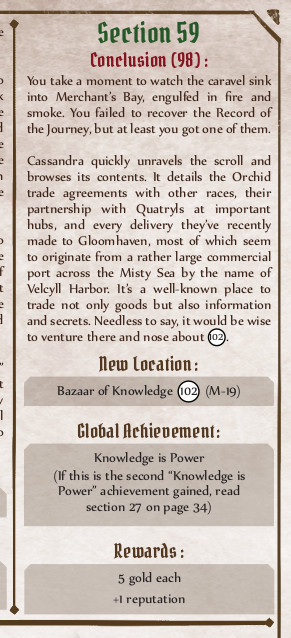 Section 59
Conclusion (98) :
You take a moment to watch the caravel sink
into Merchant's Bay, engulfed in fire and
smoke. You failed to recover the Record of
the Journey, but at least you got one of them.
Cassandra quickly unravels the scroll and
browses its contents. It details the Orchid
trade agreements with other races, their
partnership with Quatryls at important
hubs, and every delivery they've recently
made to Gloomhaven, most of which seem
to originate from a rather large commercial
port across the Misty Sea by the name of
Velcyll Harbor. It's a well-known place to
trade not only goods but also information
and secrets. Needless to say, it would be wise
to venture there and nose about 102.
New Location :
Bazaar of Knowledge 102 (M-19)
Global Achievement:
Knowledge is Power
(If this is the second "Knowledge is
Power" achievement gained, read
section 27 on page 34)
Rewards :
5 gold each
+1 reputation